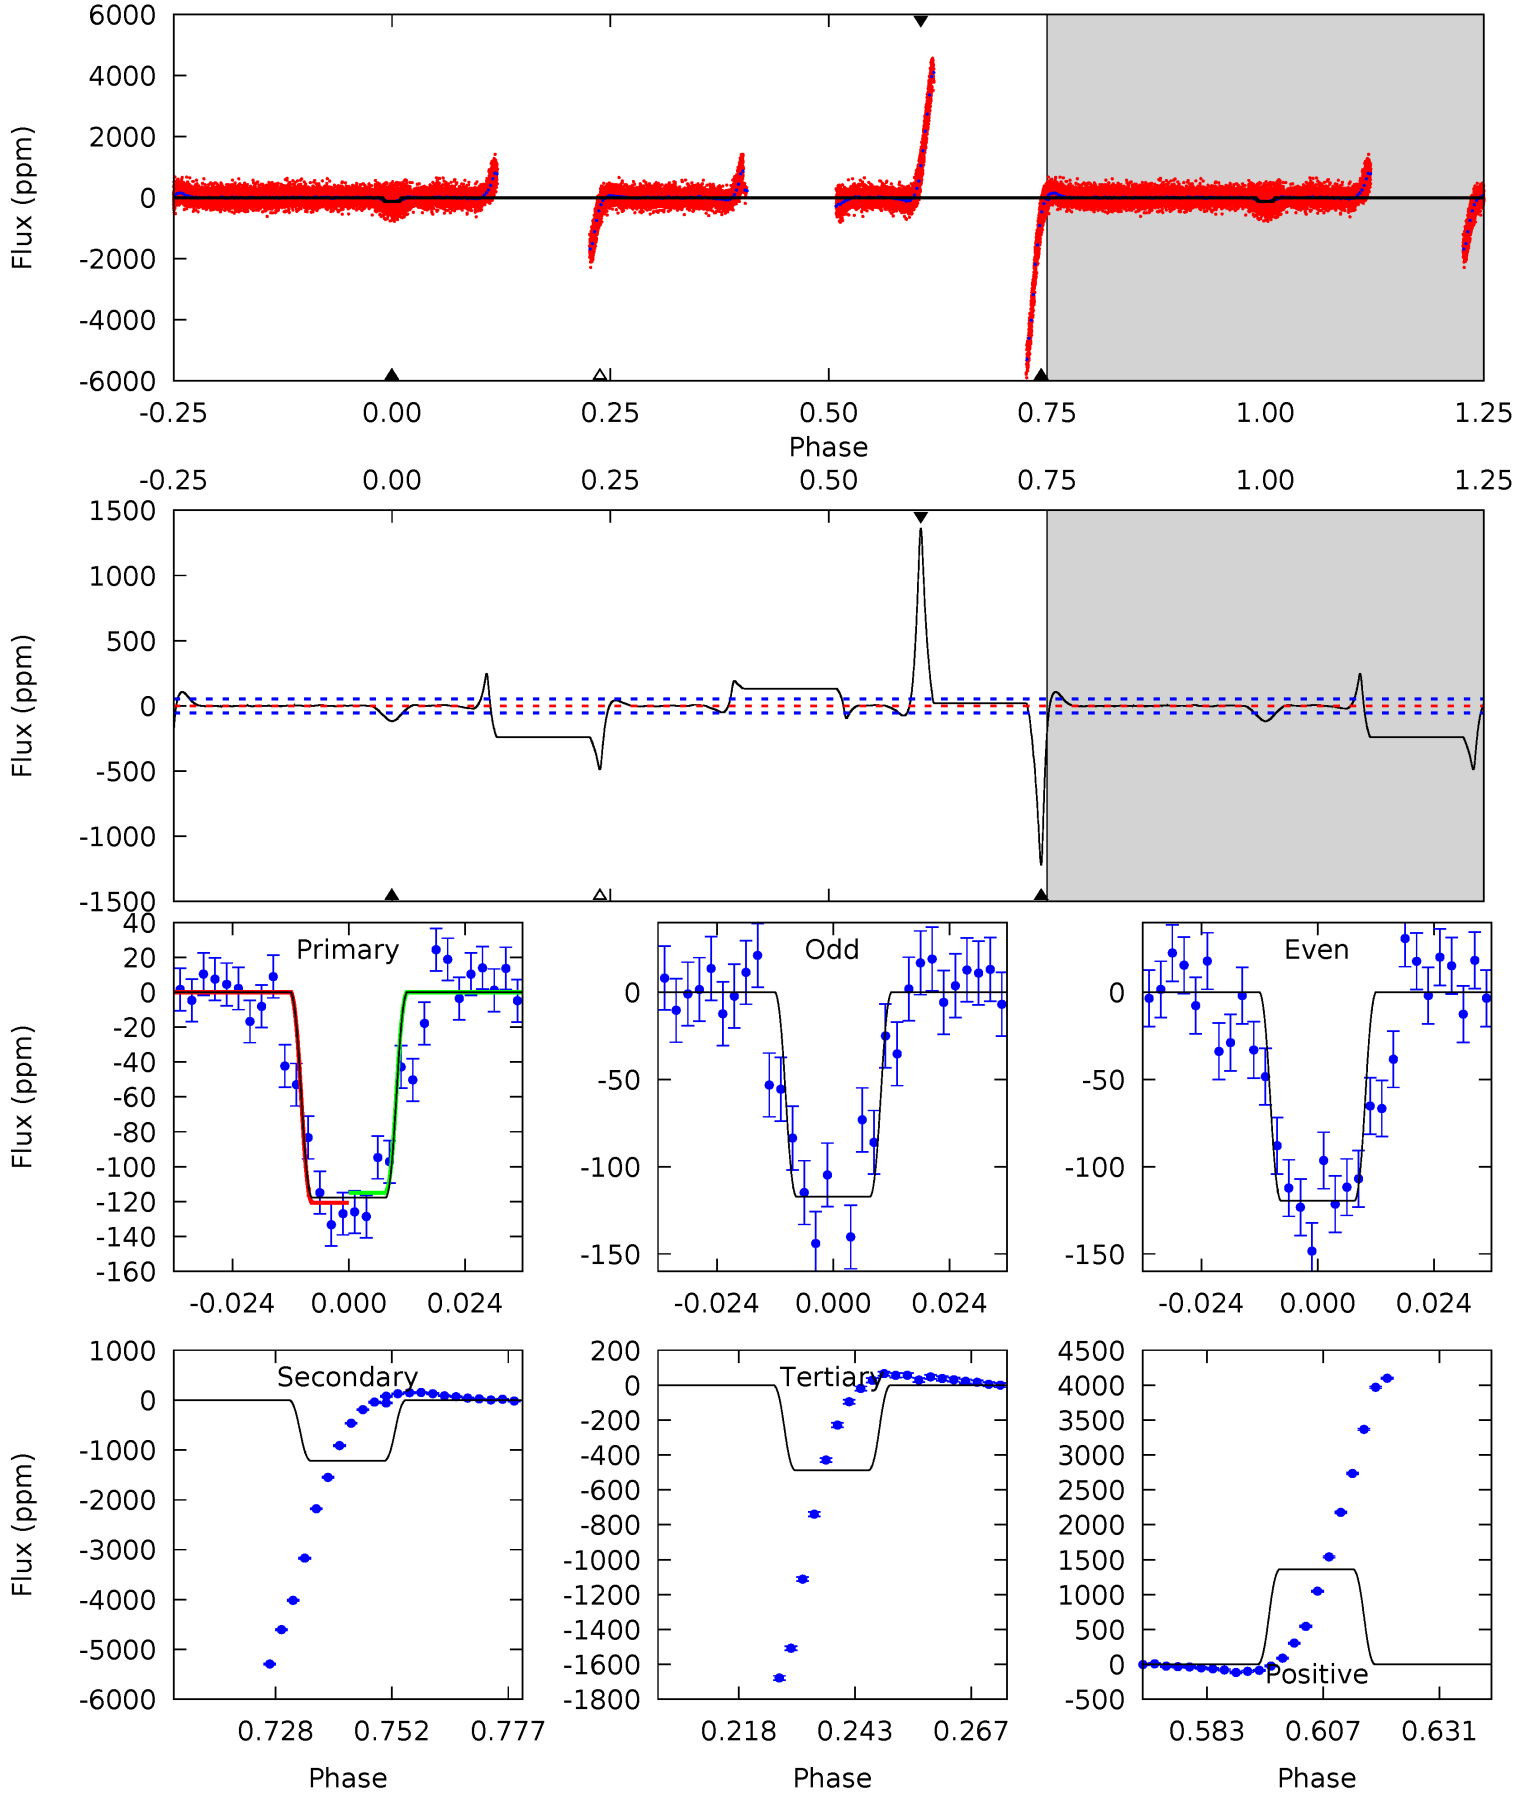 6000
4000
2000
0
-2000
-4000
-6000
Flux (ppm)
-0.25 0.00 0.25 0.50 0.75 1.00 1.25
Phase
-0.25 0.00 0.25 0.50 0.75 1.00 1.25
1500
1000
500
0
-500
-1000
-1500
Flux (ppm)
Primary
40
20
0
-20
-40
-60
-80
-100
-120
-140
-160
Flux (ppm)
-0.024 0.000 0.024
Odd
0
-50
-100
-150
-0.024 0.000 0.024
Even
0
-50
-100
-150
-0.024 0.000 0.024
Secondary
1000
0
-1000
-2000
-3000
-4000
-5000
-6000
Flux (ppm)
0.728 0.752 0.777
Phase
Tertiary
200
0
-200
-400
-600
-800
-1000
-1200
-1400
-1600
-1800
0.218 0.243 0.267
Phase
4500
4000
3500
3000
2500
2000
1500
1000
500
0
-500
Positive
0.583 0.607 0.631
Phase